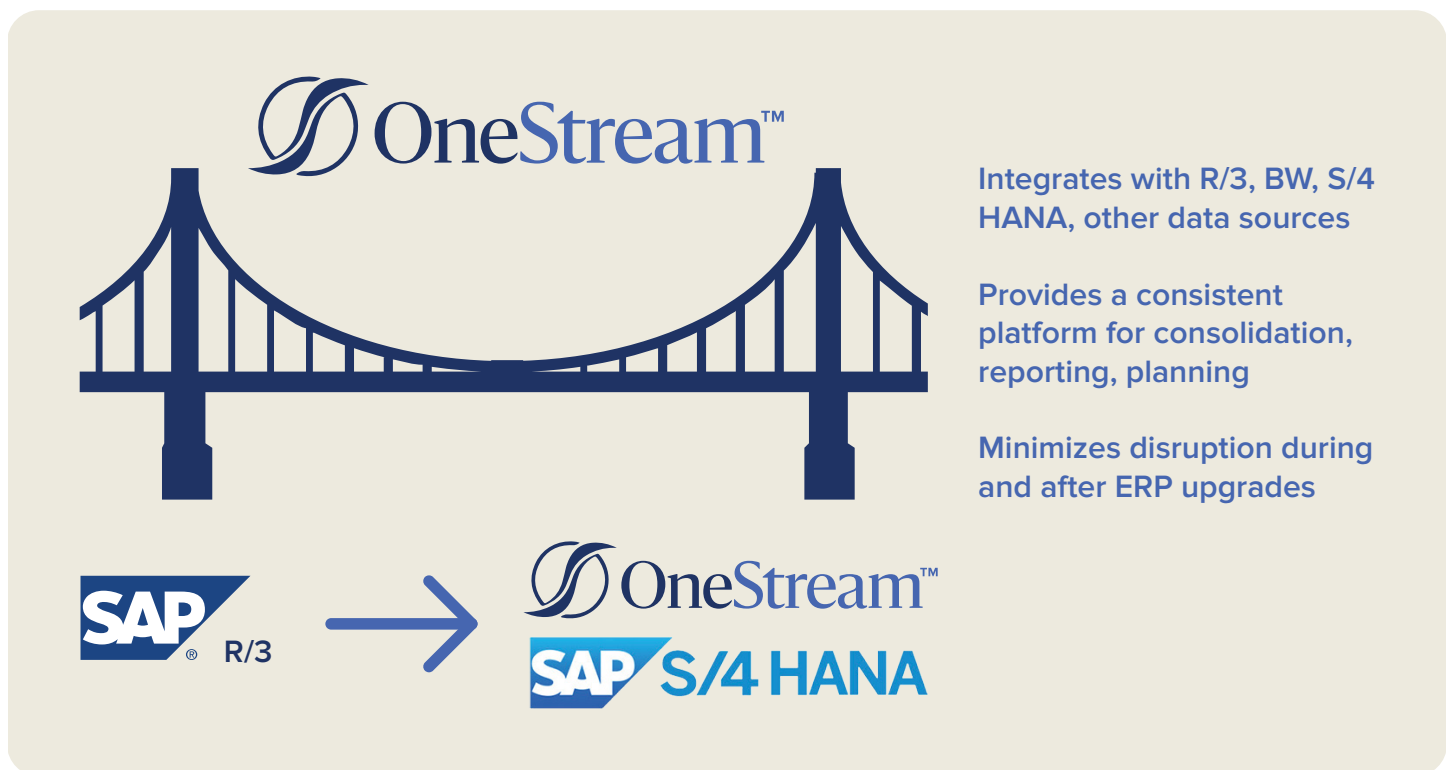 OneStream™
Integrates with R/3, BW, S/4
HANA, other data sources
Provides a consistent
platform for consolidation,
reporting, planning
Minimizes disruption during
and after ERP upgrades
SAP® R/3
OneStream™
SAP S/4 HANA